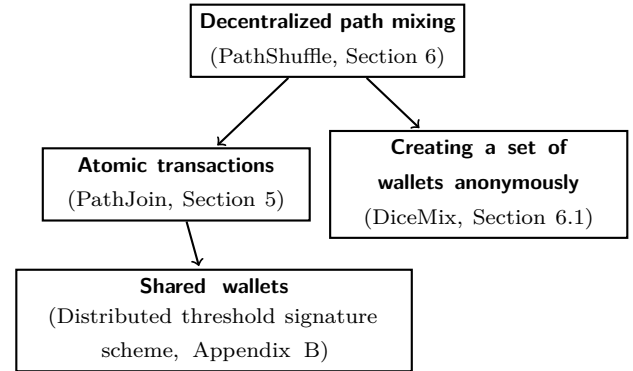 Decentralized path mixing
(PathShuffle, Section 6)
Atomic transactions
(PathJoin, Section 5)
Creating a set of
wallets anonymously
(DiceMix, Section 6.1)
Shared wallets
(Distributed threshold signature
scheme, Appendix B)